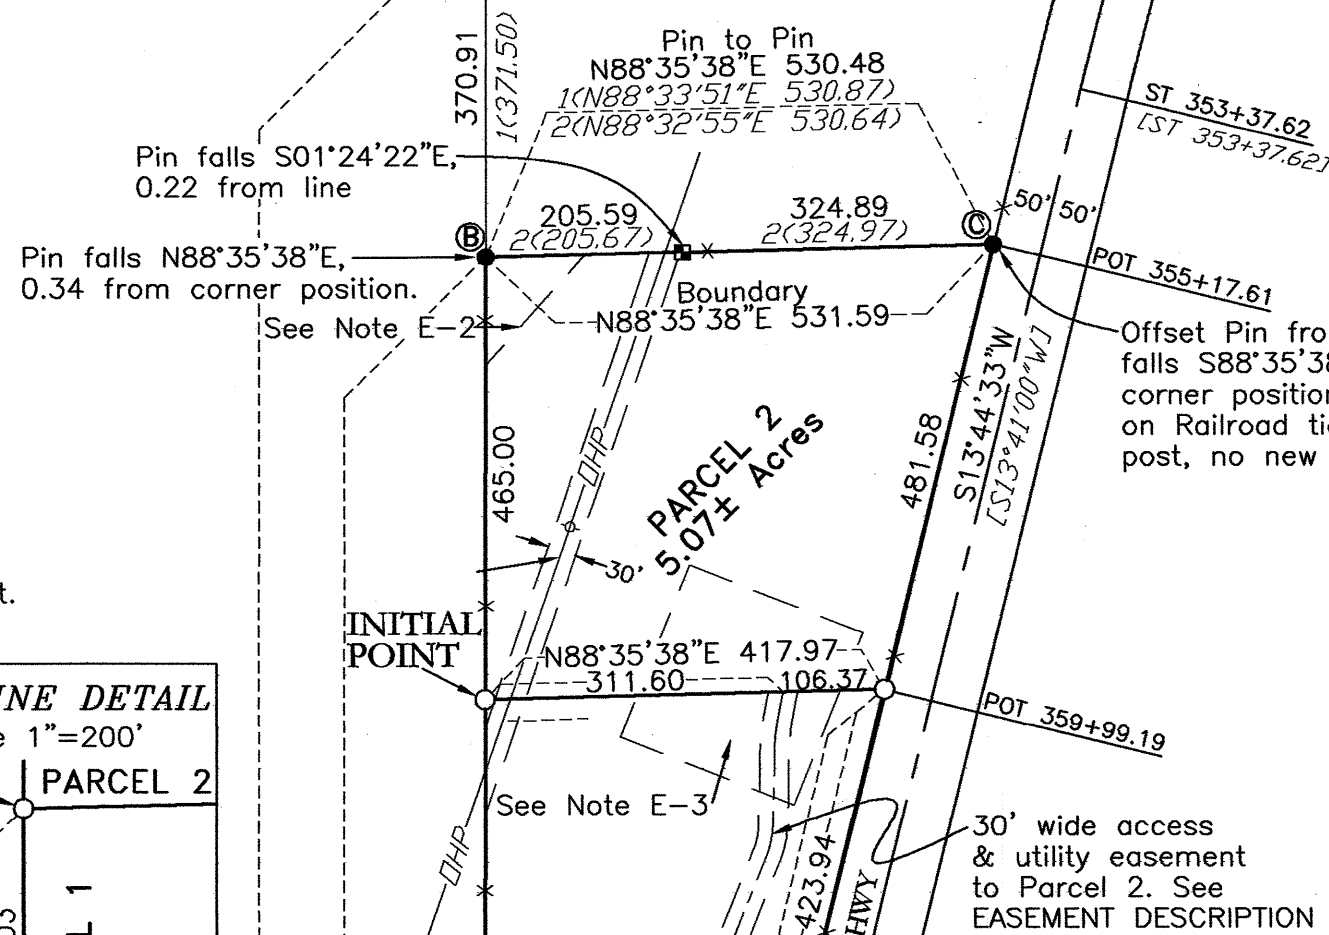 370.91
1(371.50)
Pin to Pin
N88°35'38"E 530.48
1(N88°33'51"E 530.87)
2(N88°32'55"E 530.64)
ST 353+37.62
[ST 353+37.62]
Pin falls S01°24'22"E,
0.22 from line
50' 50'
205.59
2(205.67)
324.89
2(324.97)
B
C
Pin falls N88°35'38"E,
0.34 from corner position.
POT 355+17.61
Boundary
N88°35'38"E 531.59
See Note E-2
Offset Pin fro
falls S88°35'38
corner position
on Railroad ti
post, no new
S13°44'33"W
[S13°41'00"W]
481.58
OHP
PARCEL 2
5.07± Acres
465.00
30'
t.
INITIAL
POINT
N88°35'38"E 417.97
311.60
106.37
POT 359+99.19
NE DETAIL
1"=200'
PARCEL 2
See Note E-3
OHP
423.94
HWY
30' wide access
& utility easement
to Parcel 2. See
EASEMENT DESCRIPTION
L 1